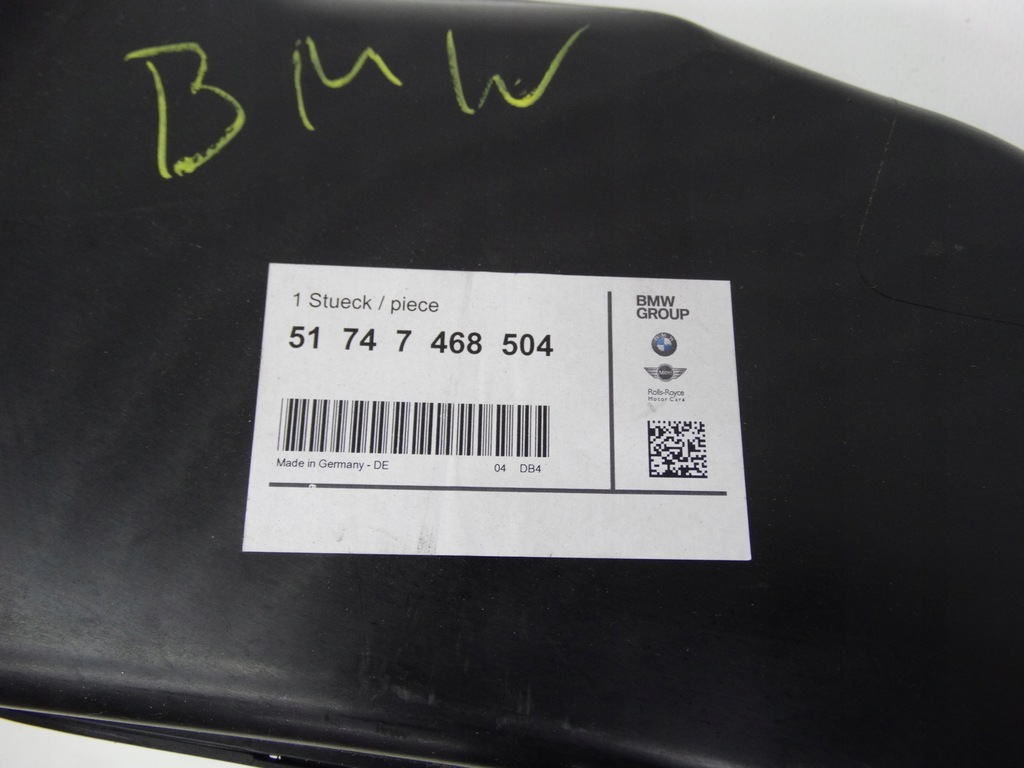 BMW
1 Stueck / piece
51 74 7 468 504
Made in Germany - DE 04 DB4
BMW
GROUP
MINI
Rolls-Royce
Motor Cars